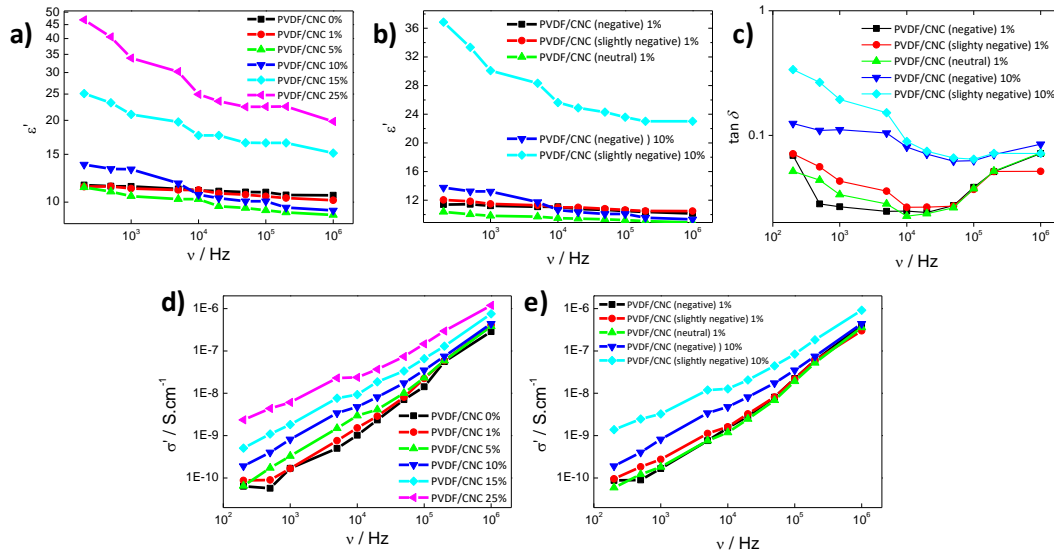 a)
50
45
40
35
30
25
20
15
10
ε'
10³ 10⁴ 10⁵ 10⁶
ν / Hz
PVDF/CNC 0%
PVDF/CNC 1%
PVDF/CNC 5%
PVDF/CNC 10%
PVDF/CNC 15%
PVDF/CNC 25%
b)
36
32
28
24
20
16
12
ε'
10³ 10⁴ 10⁵ 10⁶
ν / Hz
PVDF/CNC (negative) 1%
PVDF/CNC (slightly negative) 1%
PVDF/CNC (neutral) 1%
PVDF/CNC (negative) ) 10%
PVDF/CNC (slightly negative) 10%
c)
1
0.1
tan δ
10² 10³ 10⁴ 10⁵ 10⁶
ν / Hz
PVDF/CNC (negative) 1%
PVDF/CNC (slightly negative) 1%
PVDF/CNC (neutral) 1%
PVDF/CNC (negative) 10%
PVDF/CNC (slightly negative) 10%
d)
1E-6
1E-7
1E-8
1E-9
1E-10
σ' / S.cm⁻¹
10² 10³ 10⁴ 10⁵ 10⁶
ν / Hz
PVDF/CNC 0%
PVDF/CNC 1%
PVDF/CNC 5%
PVDF/CNC 10%
PVDF/CNC 15%
PVDF/CNC 25%
e)
1E-6
1E-7
1E-8
1E-9
1E-10
σ' / S.cm⁻¹
10² 10³ 10⁴ 10⁵ 10⁶
ν / Hz
PVDF/CNC (negative) 1%
PVDF/CNC (slightly negative) 1%
PVDF/CNC (neutral) 1%
PVDF/CNC (negative) ) 10%
PVDF/CNC (slightly negative) 10%